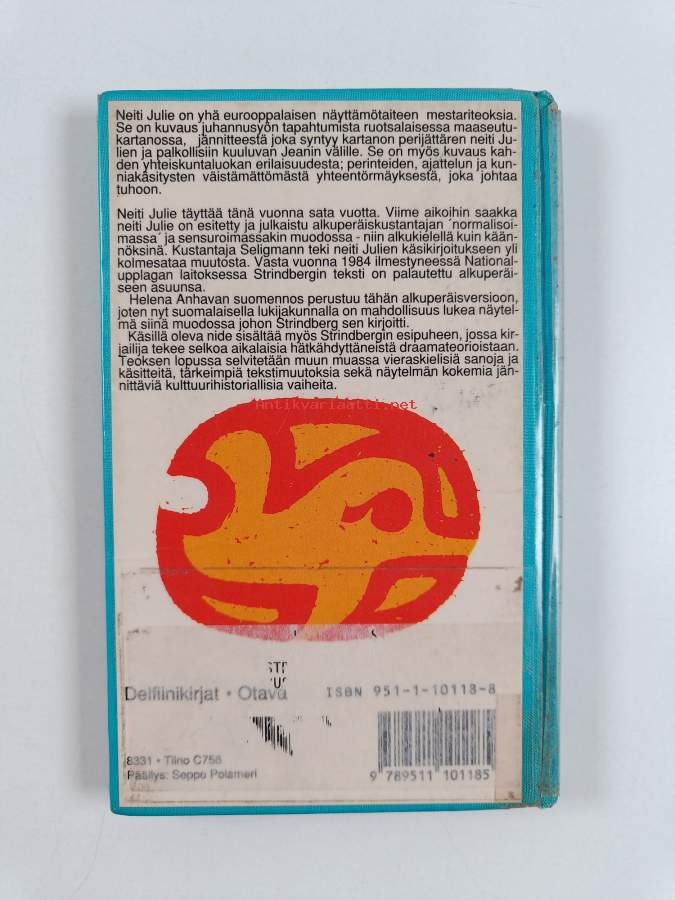 Neiti Julie on yhä eurooppalaisen näyttämötaiteen mestariteoksia.
Se on kuvaus juhannusyön tapahtumista ruotsalaisessa maaseutu-
kartanossa, jännitteestä joka syntyy kartanon perijättären neiti Ju-
lien ja palkollisiin kuuluvan Jeanin välille. Se on myös kuvaus kah-
den yhteiskuntaluokan erilaisuudesta; perinteiden, ajattelun ja kun-
niakäsitysten väistämättömästä yhteentörmäyksestä, joka johtaa
tuhoon.
Neiti Julie täyttää tänä vuonna sata vuotta. Viime aikoihin saakka
neiti Julie on esitetty ja julkaistu alkuperäiskustantajan ´normalisoi-
massa´ ja sensuroimassakin muodossa - niin alkukielellä kuin kään-
nöksinä. Kustantaja Seligmann teki neiti Julien käsikirjoitukseen yli
kolmesataa muutosta. Vasta vuonna 1984 ilmestyneessä National-
upplagan laitoksessa Strindbergin teksti on palautettu alkuperäi-
seen asuunsa.
Helena Anhavan suomennos perustuu tähän alkuperäisversioon,
joten nyt suomalaisella lukijakunnalla on mahdollisuus lukea näytel-
mä siinä muodossa johon Strindberg sen kirjoitti.
Käsillä oleva nide sisältää myös Strindbergin esipuheen, jossa kir-
jailija tekee selkoa aikalaisia hätkähdyttäneistä draamateorioistaan.
Teoksen lopussa selvitetään muun muassa vieraskielisiä sanoja ja
käsitteitä, tärkeimpiä tekstimuutoksia sekä näytelmän kokemia jän-
nittäviä kulttuurihistoriallisia vaiheita.
Antikvariaatti.net
Delfiinikirjat • Otava
ISBN 951-1-10118-8
8331 • Tiino C758
Päällys: Seppo Polameri
9 789511 101185